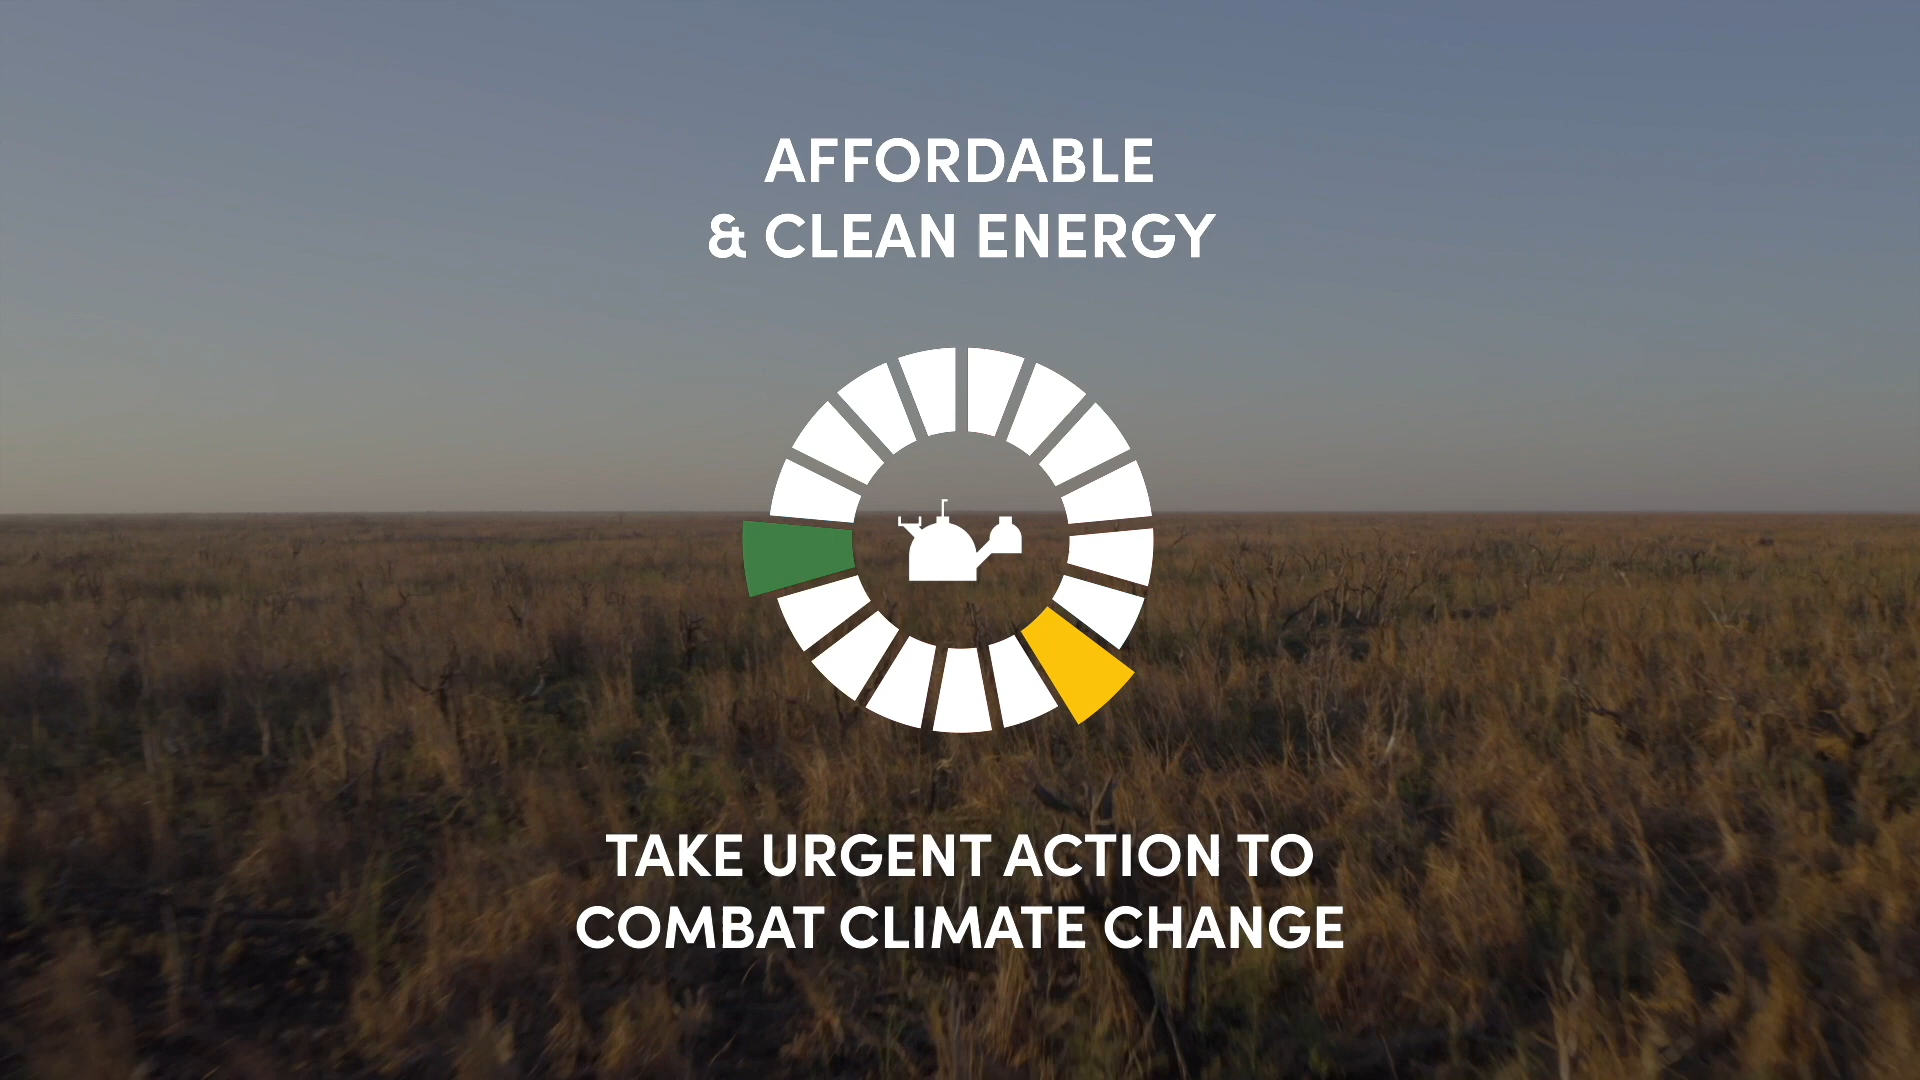 AFFORDABLE
& CLEAN ENERGY
TAKE URGENT ACTION TO
COMBAT CLIMATE CHANGE